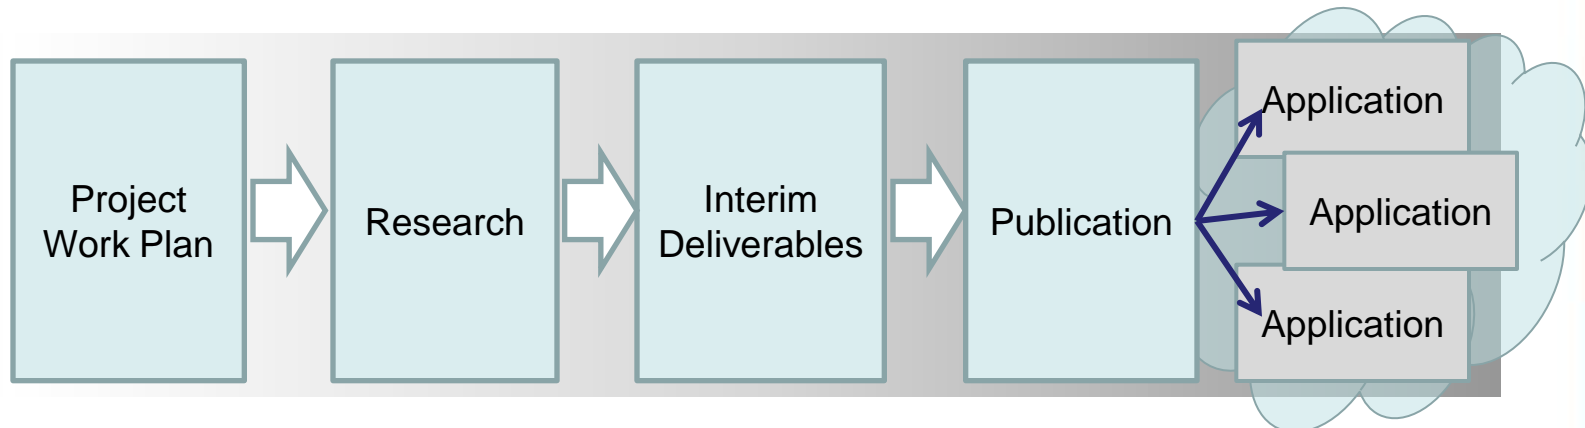 Project
Work Plan
Research
Interim
Deliverables
Publication
Application
Application
Application